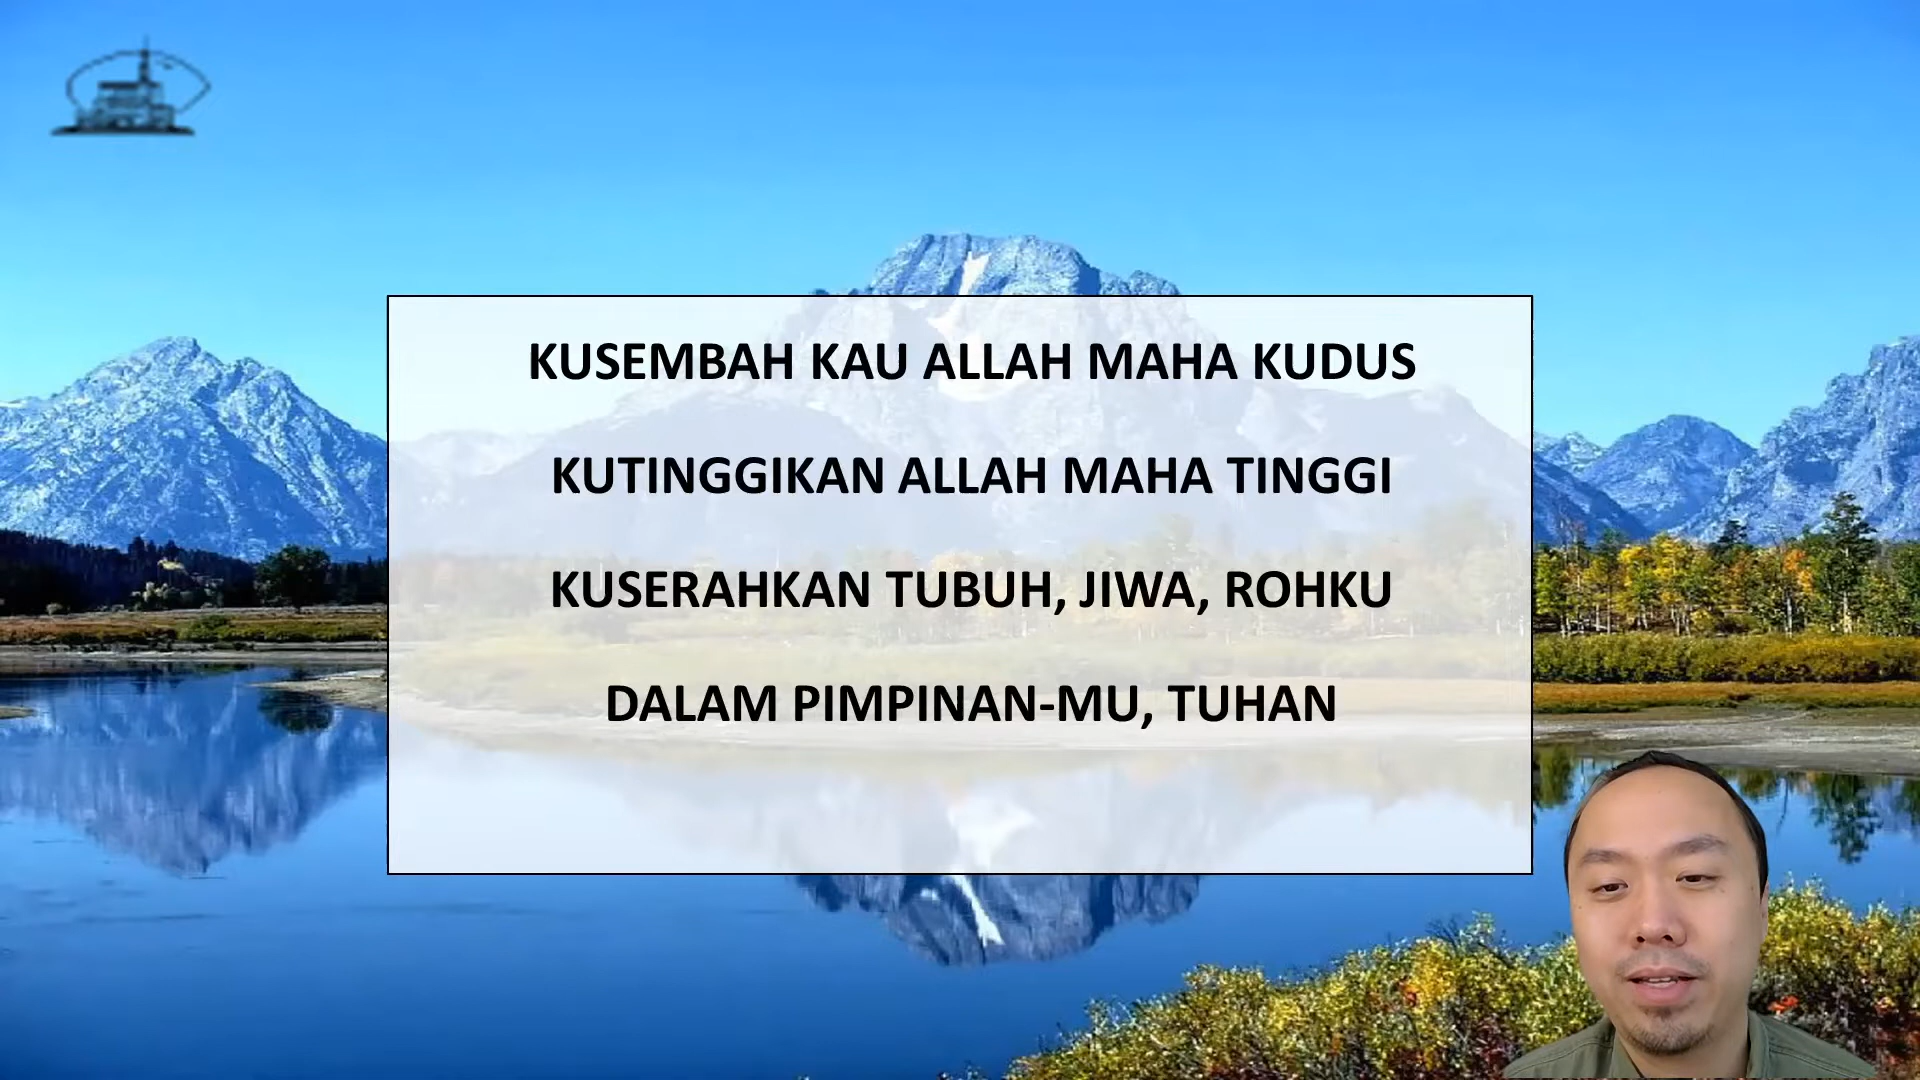 KUSEMBAH KAU ALLAH MAHA KUDUS
KUTINGGIKAN ALLAH MAHA TINGGI
KUSERAHKAN TUBUH, JIWA, ROHKU
DALAM PIMPINAN-MU, TUHAN